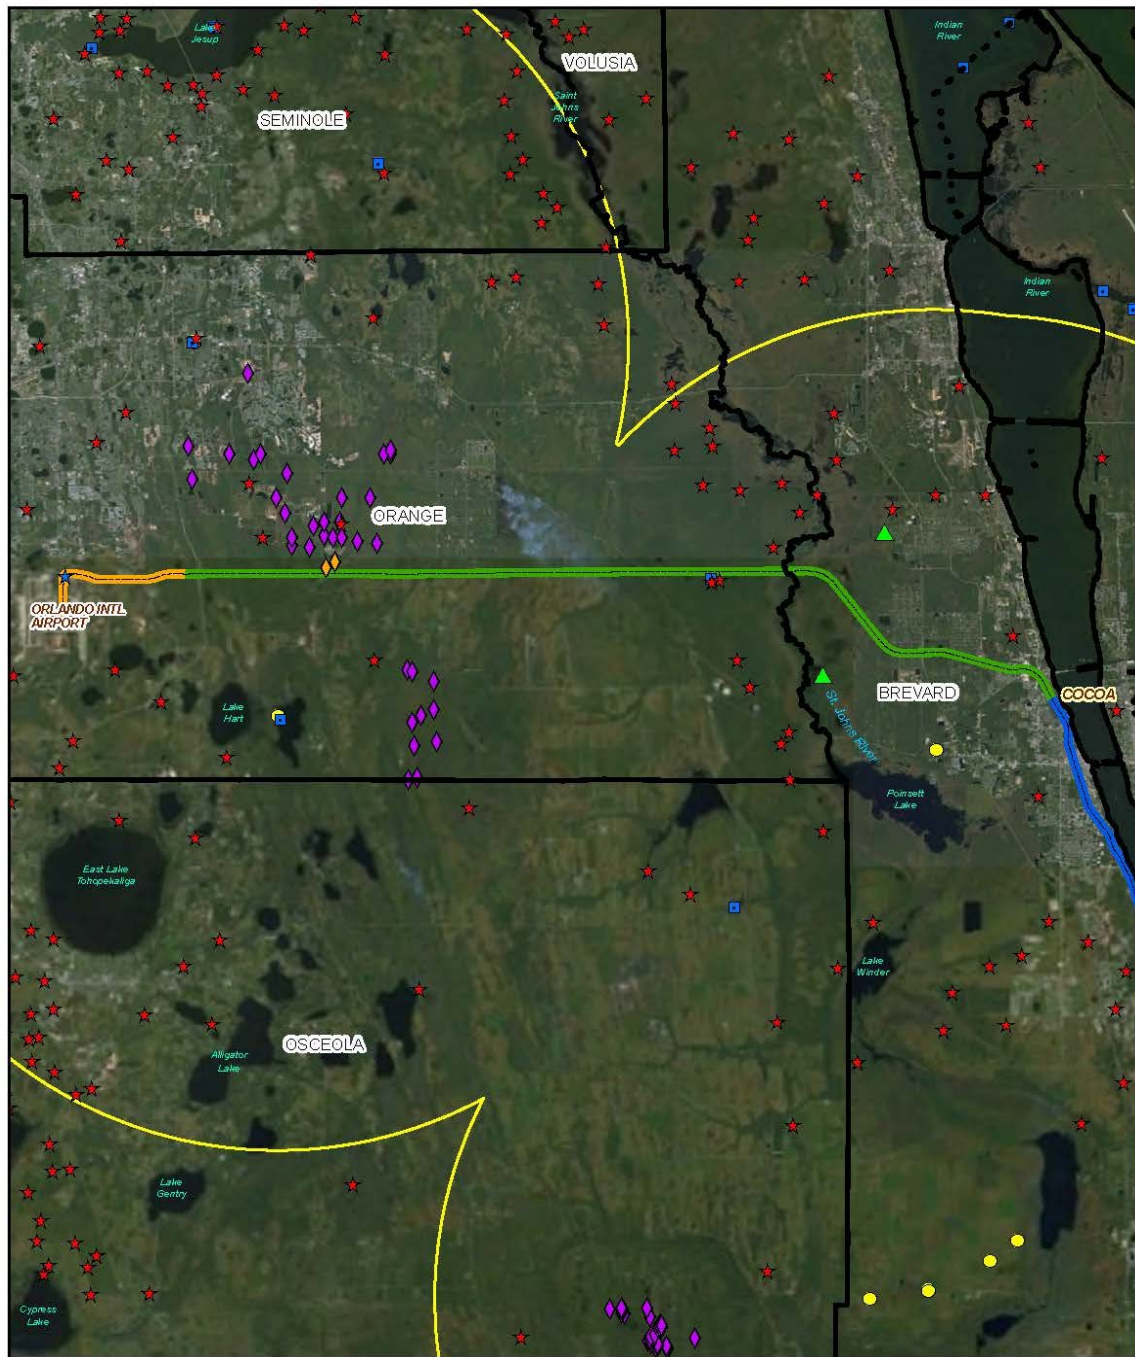 Lake
Jesup
Indian
River
VOLUSIA
Saint
Johns
River
SEMINOLE
Indian
River
ORANGE
ORLANDO INTL
AIRPORT
BREVARD
COCOA
Lake
Hart
St. Johns River
Poinsett
Lake
East Lake
Tohopekaliga
Lake
Winder
OSCEOLA
Alligator
Lake
Lake
Gentry
Cypress
Lake